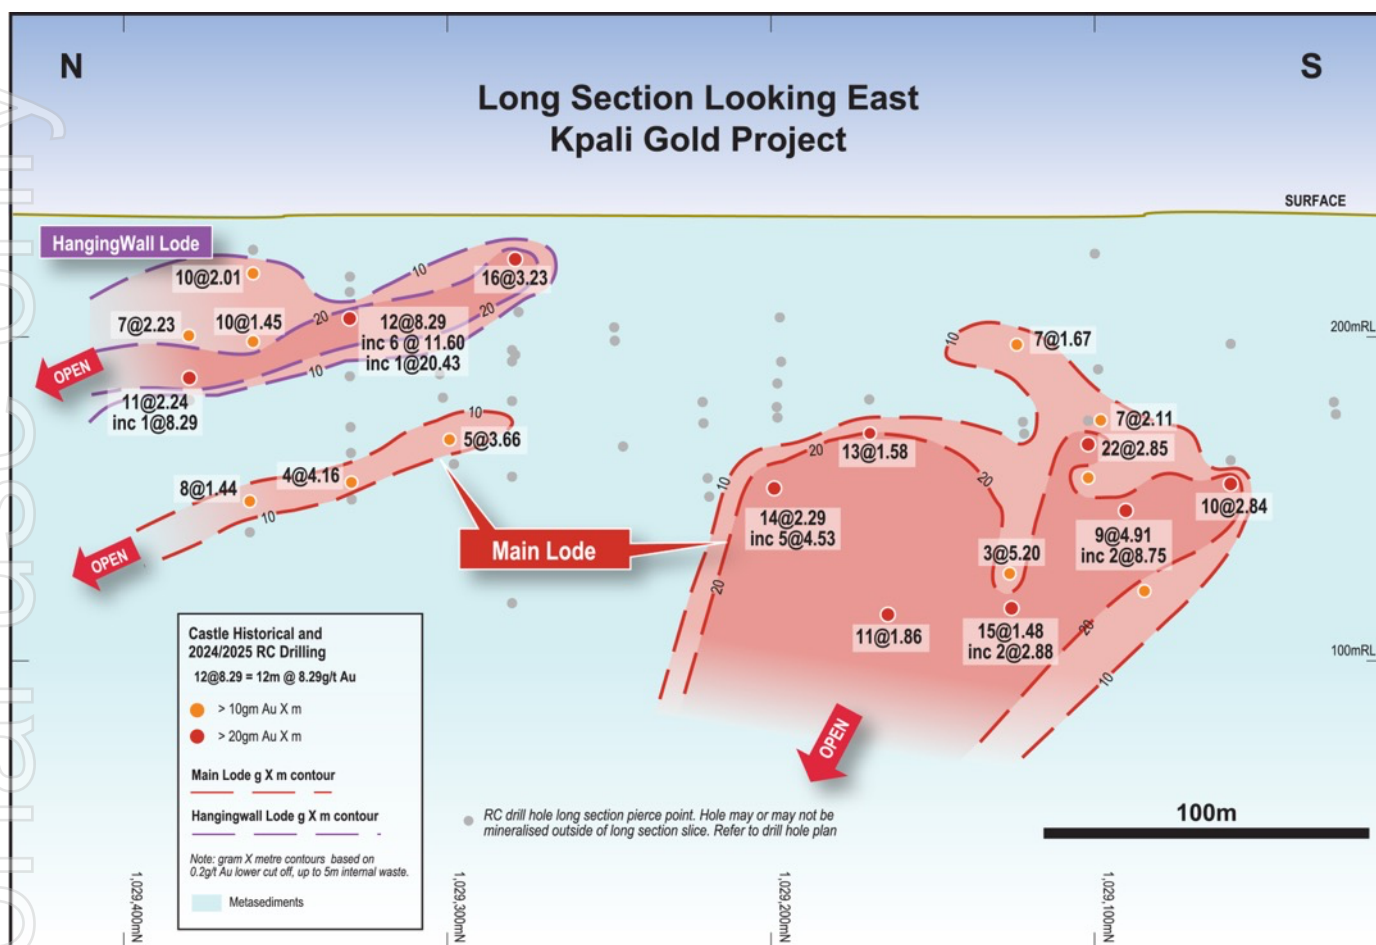 N
S
Long Section Looking East
Kpali Gold Project
SURFACE
HangingWall Lode
10@2.01
10
16@3.23
7@2.23
10@1.45
20
12@8.29
inc 6 @ 11.60
inc 1@20.43
20
10
OPEN
11@2.24
inc 1@8.29
200mRL
10
7@1.67
10
5@3.66
4@4.16
8@1.44
10
OPEN
Main Lode
7@2.11
22@2.85
13@1.58
20
20
10
14@2.29
inc 5@4.53
10@2.84
9@4.91
inc 2@8.75
3@5.20
20
11@1.86
15@1.48
inc 2@2.88
20
10
100mRL
OPEN
Castle Historical and
2024/2025 RC Drilling
12@8.29 = 12m @ 8.29g/t Au
> 10gm Au X m
> 20gm Au X m
Main Lode g X m contour
Hangingwall Lode g X m contour
Note: gram X metre contours based on
0.2g/t Au lower cut off, up to 5m internal waste.
Metasediments
RC drill hole long section pierce point. Hole may or may not be
mineralised outside of long section slice. Refer to drill hole plan
100m
1,029,400mN
1,029,300mN
1,029,200mN
1,029,100mN